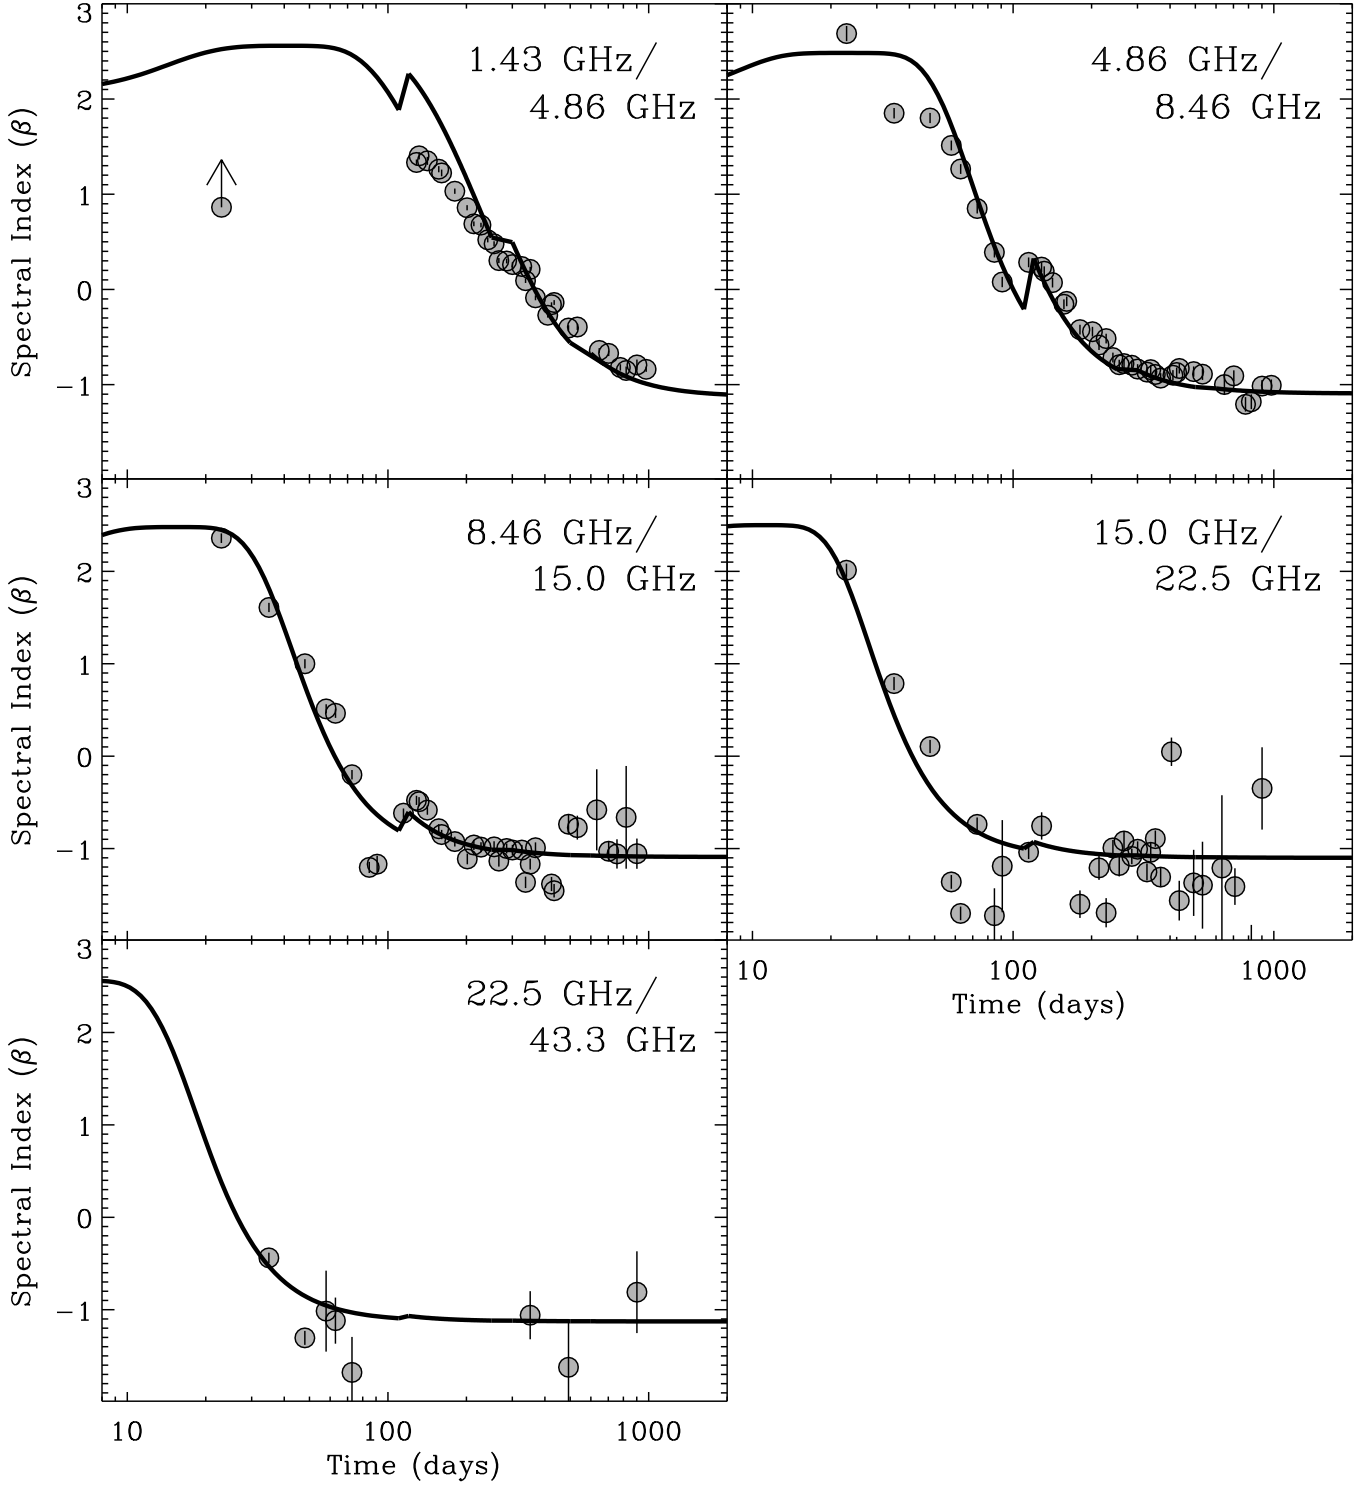 1.43 GHz/
4.86 GHz
Spectral Index (β)
3
2
1
0
−1
4.86 GHz/
8.46 GHz
8.46 GHz/
15.0 GHz
Spectral Index (β)
3
2
1
0
−1
15.0 GHz/
22.5 GHz
10 100 1000
Time (days)
22.5 GHz/
43.3 GHz
Spectral Index (β)
3
2
1
0
−1
10 100 1000
Time (days)